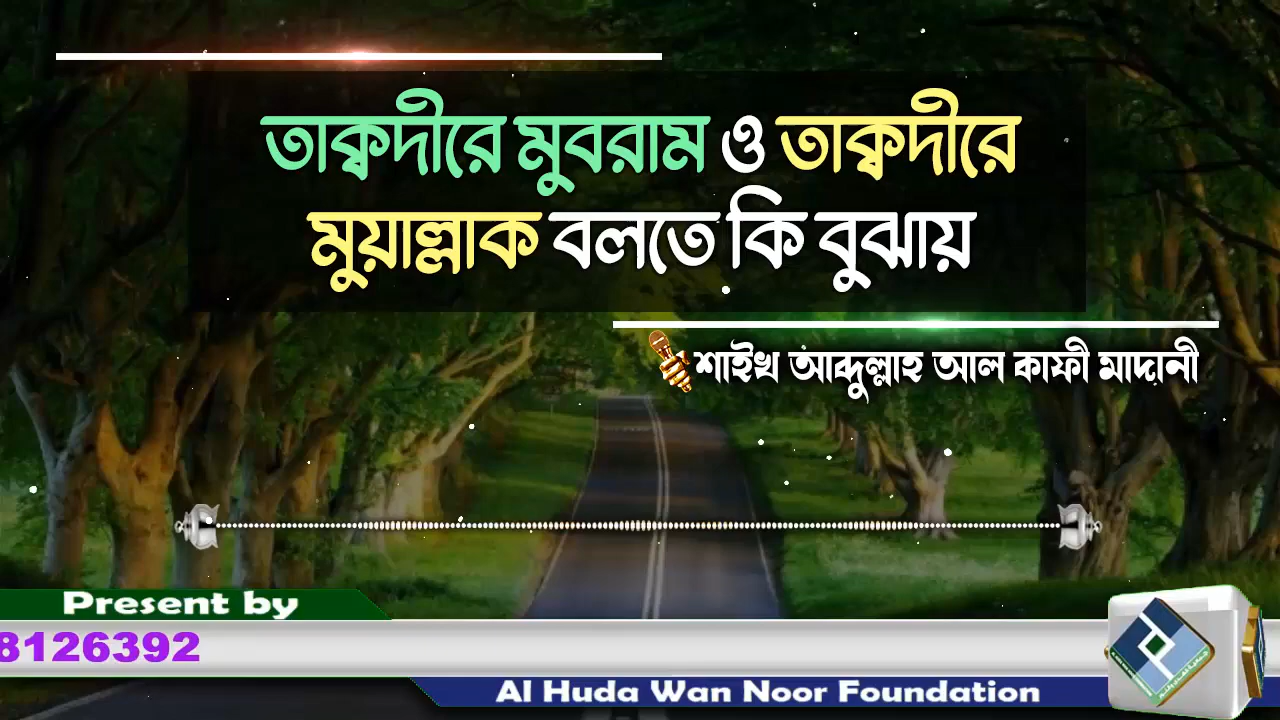 তাক্বদীরে মুবরাম ও তাক্বদীরে
মুয়াল্লাক বলতে কি বুঝায়
শাইখ আব্দুল্লাহ আল কাফী মাদানী
Present by
8126392
Al Huda Wan Noor Foundation